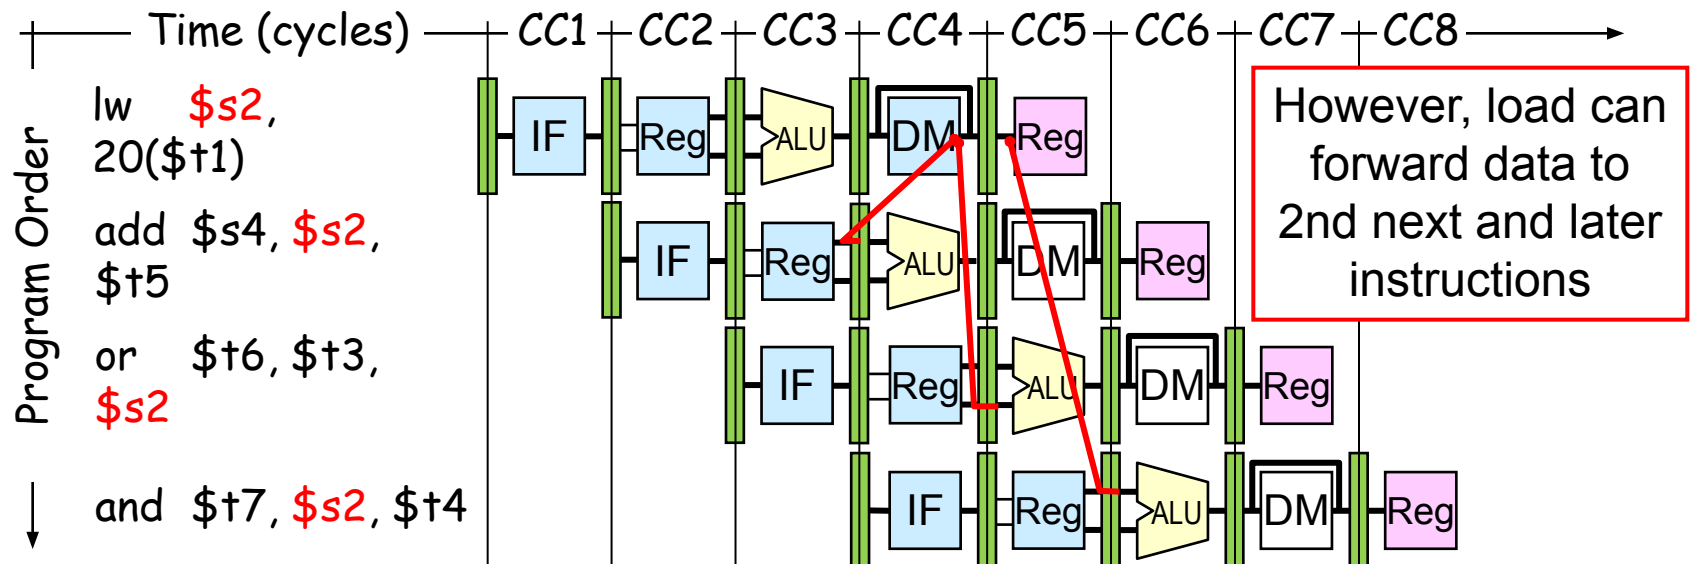 Time (cycles) CC1 CC2 CC3 CC4 CC5 CC6 CC7 CC8
Program Order
lw $s2,
20($t1)
IF Reg ALU DM Reg
However, load can
forward data to
2nd next and later
instructions
add $s4, $s2,
$t5
IF Reg ALU DM Reg
or $t6, $t3,
$s2
IF Reg ALU DM Reg
and $t7, $s2, $t4
IF Reg ALU DM Reg